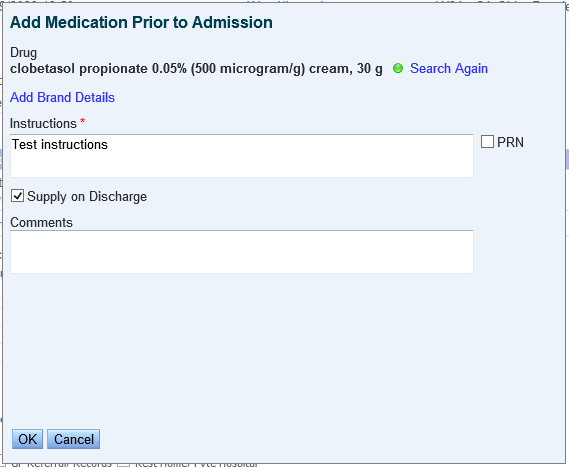 Add Medication Prior to Admission
Drug
clobetasol propionate 0.05% (500 microgram/g) cream, 30 g Search Again
Add Brand Details
Instructions *
Test instructions
PRN
Supply on Discharge
Comments
OK Cancel